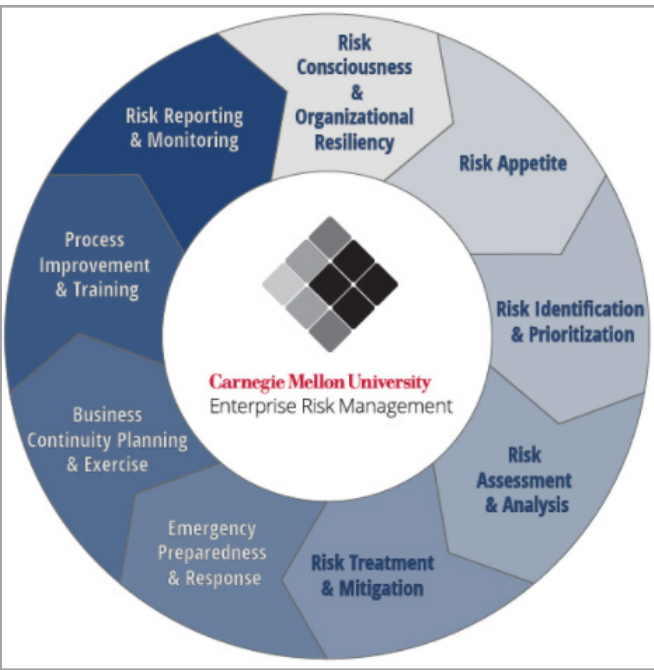 Risk
Consciousness
&
Organizational
Resiliency
Risk Appetite
Risk Identification
& Prioritization
Risk
Assessment
& Analysis
Risk Treatment
& Mitigation
Emergency
Preparedness
& Response
Business
Continuity Planning
& Exercise
Process
Improvement
& Training
Risk Reporting
& Monitoring
Carnegie Mellon University
Enterprise Risk Management